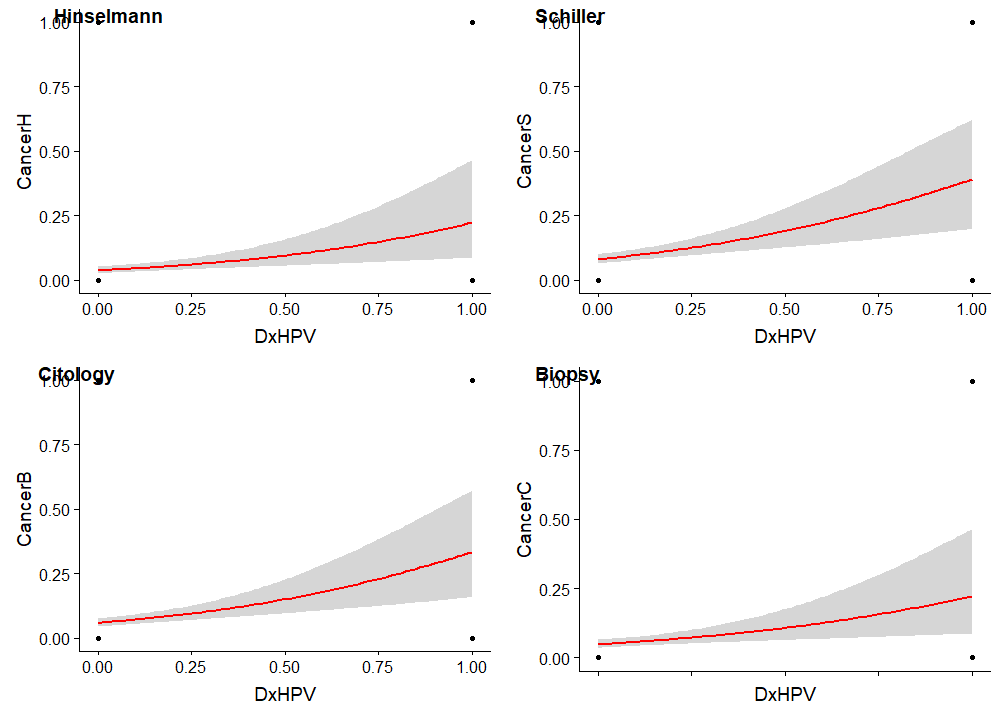 Hinselmann
1.00
0.75
0.50
0.25
0.00
CancerH
0.00 0.25 0.50 0.75 1.00
DxHPV
Schiller
1.00
0.75
0.50
0.25
0.00
CancerS
0.00 0.25 0.50 0.75 1.00
DxHPV
Citology
1.00
0.75
0.50
0.25
0.00
CancerB
0.00 0.25 0.50 0.75 1.00
DxHPV
Biopsy
1.00
0.75
0.50
0.25
0.00
CancerC
DxHPV